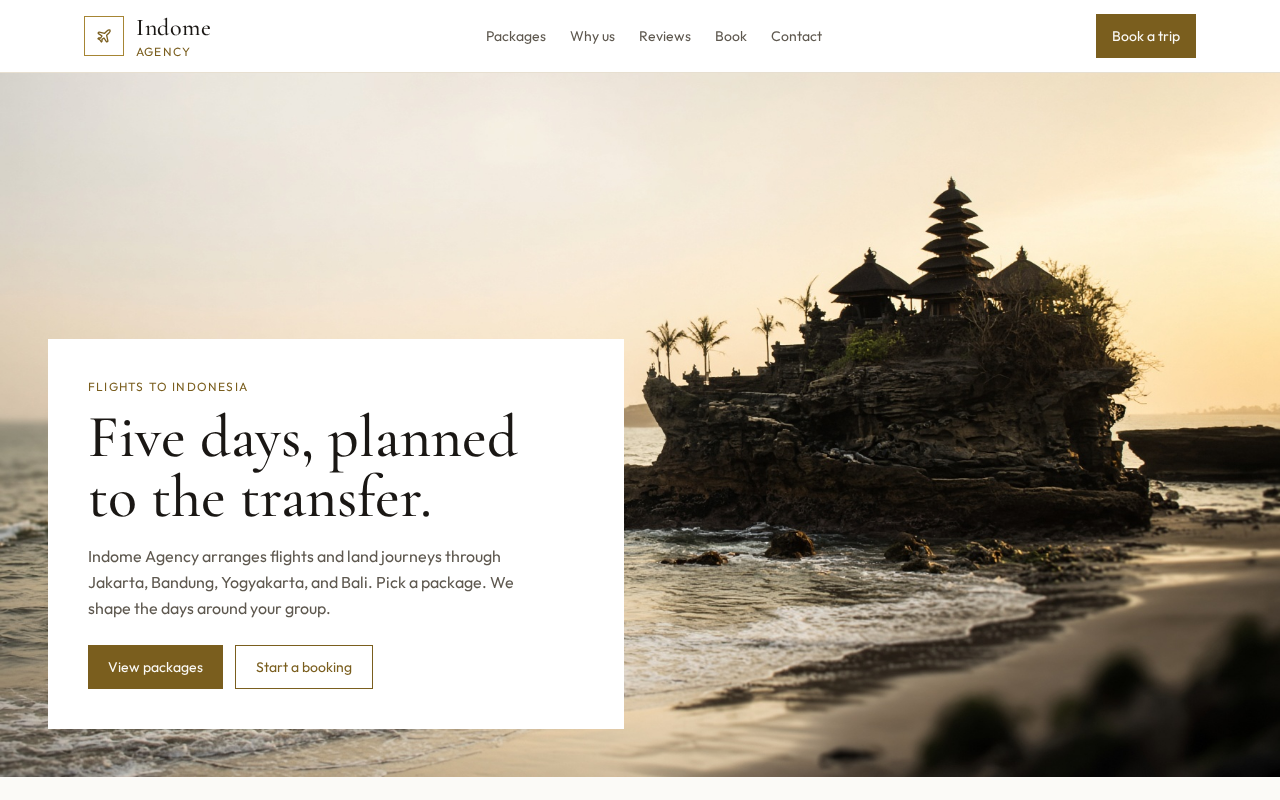 Indome
AGENCY
Packages
Why us
Reviews
Book
Contact
Book a trip
FLIGHTS TO INDONESIA
Five days, planned
to the transfer.
Indome Agency arranges flights and land journeys through
Jakarta, Bandung, Yogyakarta, and Bali. Pick a package. We
shape the days around your group.
View packages
Start a booking